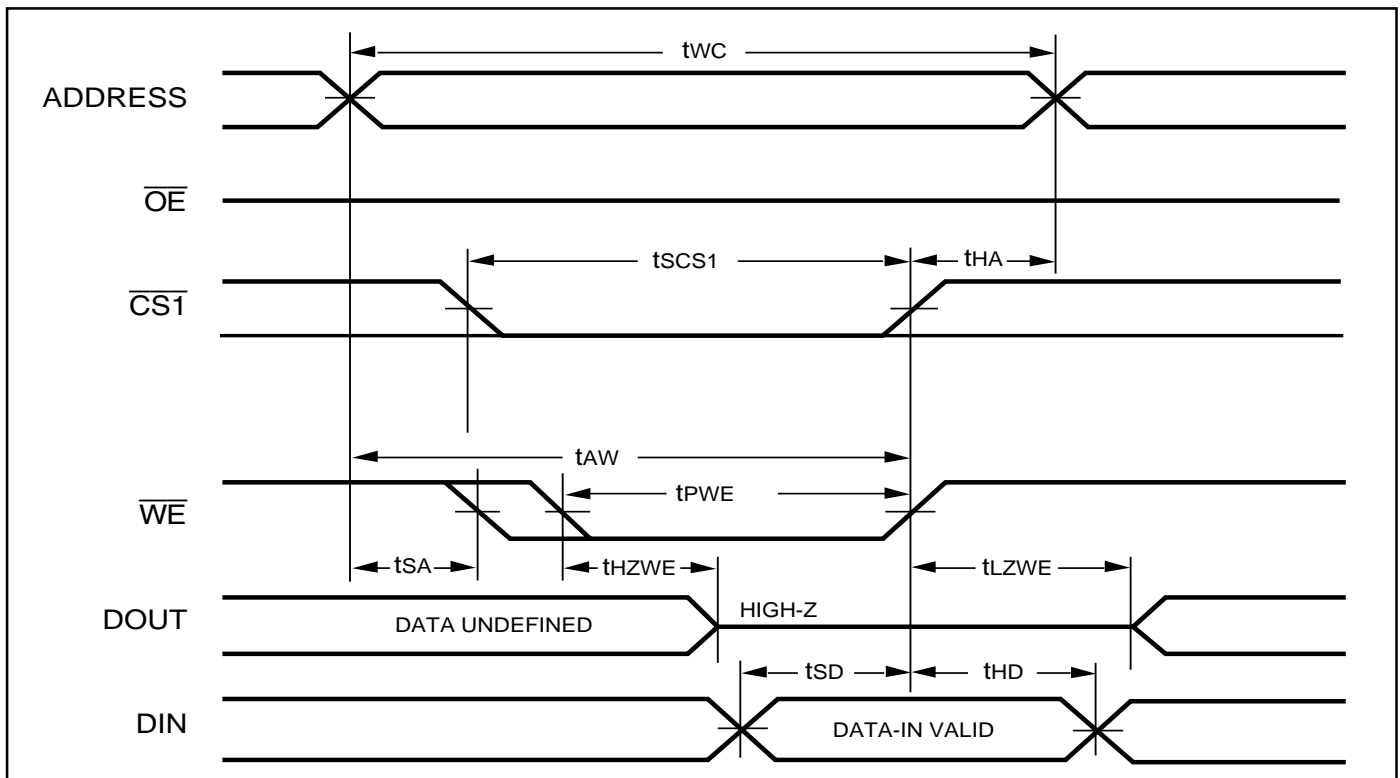 tWC
ADDRESS
OE
tSCS1
tHA
CS1
tAW
tPWE
WE
tSA
tHZWE
tLZWE
DOUT
DATA UNDEFINED
HIGH-Z
tSD
tHD
DIN
DATA-IN VALID